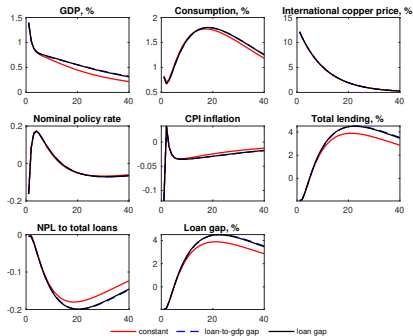 GDP, %
Consumption, %
International copper price, %
1.5
1
0.5
0
0 20 40
2
1.5
1
0.5
0 20 40
10
5
0
0 20 40
Nominal policy rate
CPI inflation
Total lending, %
0.2
0
-0.2
0 20 40
0
-0.05
-0.1
0 20 40
4
2
0
0 20 40
NPL to total loans
Loan gap, %
0
-0.1
-0.2
0 20 40
4
2
0
0 20 40
constant loan-to-gdp gap loan gap